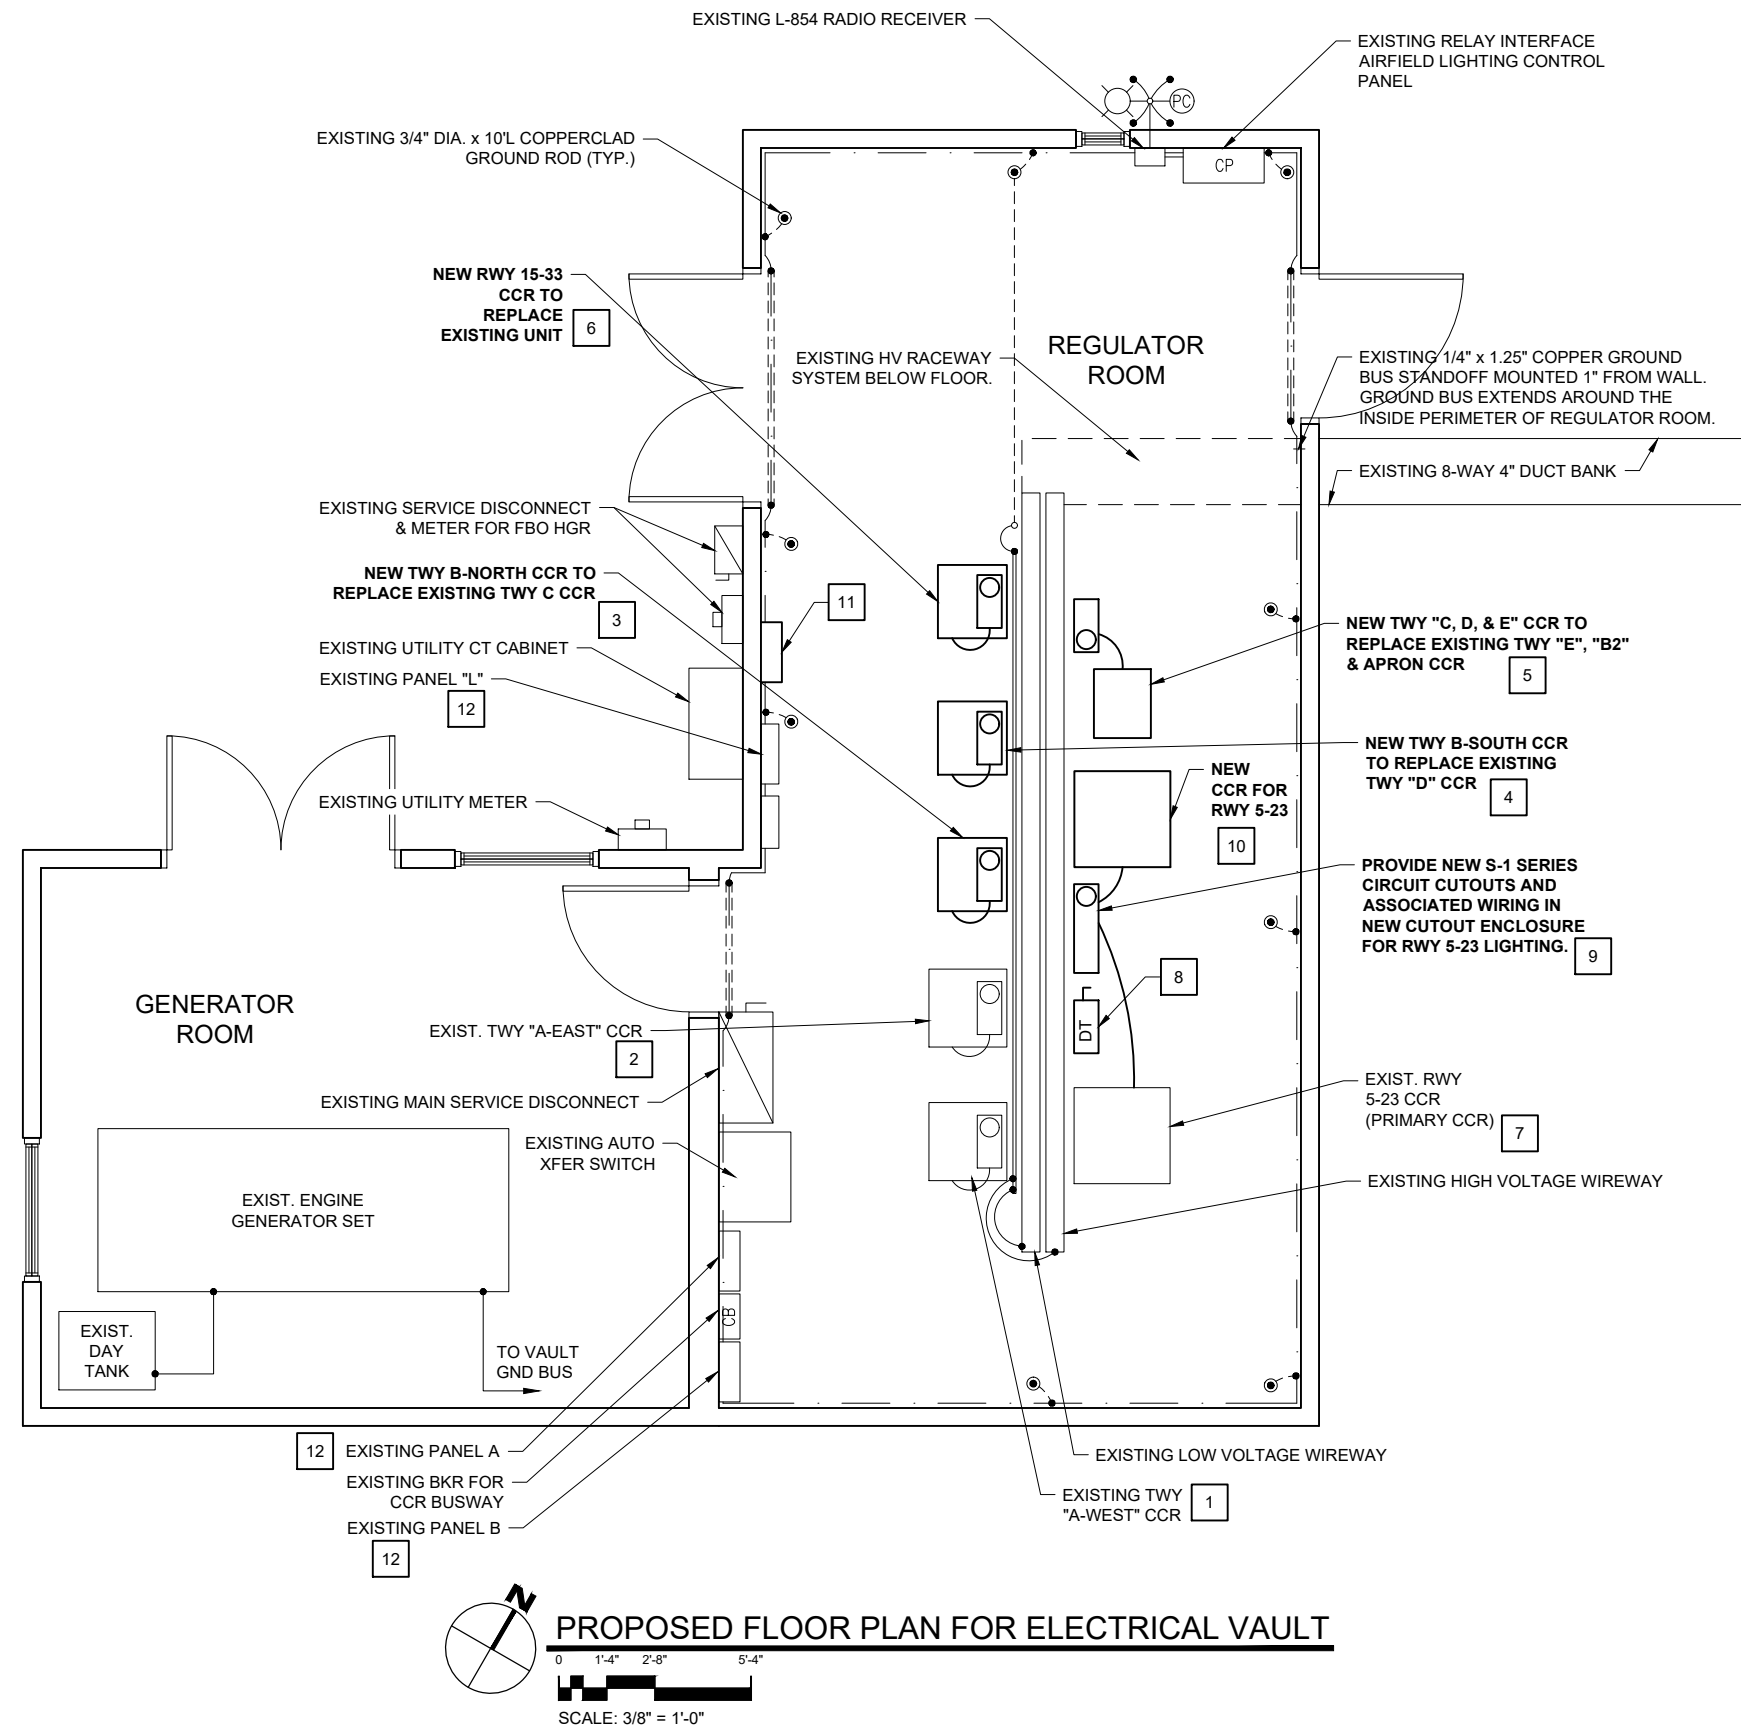 EXISTING L-854 RADIO RECEIVER
EXISTING RELAY INTERFACE
AIRFIELD LIGHTING CONTROL
PANEL
PC
EXISTING 3/4" DIA. x 10'L COPPERCLAD
GROUND ROD (TYP.)
CP
NEW RWY 15-33
CCR TO
REPLACE
EXISTING UNIT
6
REGULATOR
ROOM
EXISTING HV RACEWAY
SYSTEM BELOW FLOOR.
EXISTING 1/4" x 1.25" COPPER GROUND
BUS STANDOFF MOUNTED 1" FROM WALL.
GROUND BUS EXTENDS AROUND THE
INSIDE PERIMETER OF REGULATOR ROOM.
EXISTING 8-WAY 4" DUCT BANK
EXISTING SERVICE DISCONNECT
& METER FOR FBO HGR
NEW TWY B-NORTH CCR TO
REPLACE EXISTING TWY C CCR
3
11
EXISTING UTILITY CT CABINET
EXISTING PANEL "L"
12
NEW TWY "C, D, & E" CCR TO
REPLACE EXISTING TWY "E", "B2"
& APRON CCR
5
NEW TWY B-SOUTH CCR
TO REPLACE EXISTING
TWY "D" CCR
4
NEW
CCR FOR
RWY 5-23
10
EXISTING UTILITY METER
PROVIDE NEW S-1 SERIES
CIRCUIT CUTOUTS AND
ASSOCIATED WIRING IN
NEW CUTOUT ENCLOSURE
FOR RWY 5-23 LIGHTING.
9
8
DT
GENERATOR
ROOM
EXIST. TWY "A-EAST" CCR
2
EXISTING MAIN SERVICE DISCONNECT
EXISTING AUTO
XFER SWITCH
EXIST. RWY
5-23 CCR
(PRIMARY CCR)
7
EXISTING HIGH VOLTAGE WIREWAY
EXIST. ENGINE
GENERATOR SET
CB
EXIST.
DAY
TANK
TO VAULT
GND BUS
12
EXISTING PANEL A
EXISTING BKR FOR
CCR BUSWAY
EXISTING PANEL B
12
EXISTING LOW VOLTAGE WIREWAY
EXISTING TWY
"A-WEST" CCR
1
N
PROPOSED FLOOR PLAN FOR ELECTRICAL VAULT
0 1'-4" 2'-8" 5'-4"
SCALE: 3/8" = 1'-0"